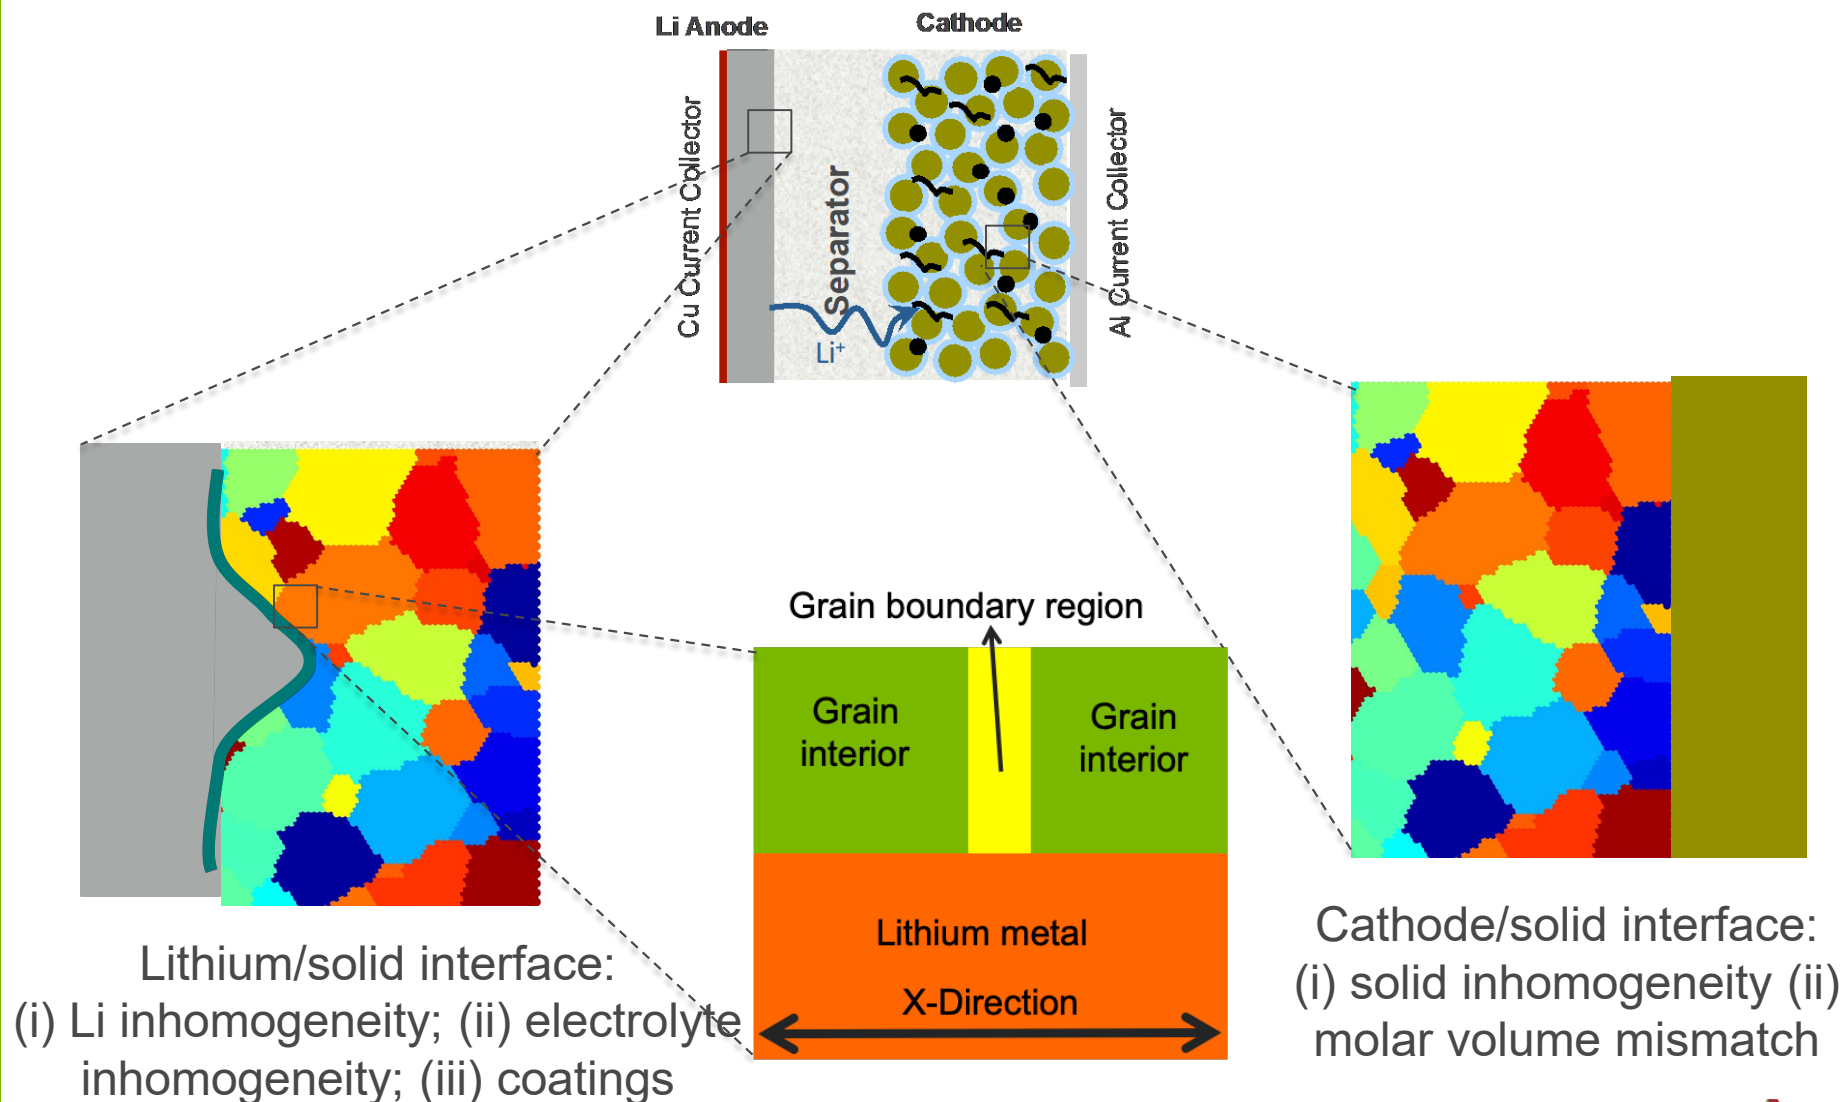 Li Anode
Cathode
Cu Current Collector
Separator
Al Current Collector
Li+
Grain boundary region
Grain
interior
Grain
interior
Lithium metal
X-Direction
Lithium/solid interface:
(i) Li inhomogeneity; (ii) electrolyte
inhomogeneity; (iii) coatings
Cathode/solid interface:
(i) solid inhomogeneity (ii)
molar volume mismatch